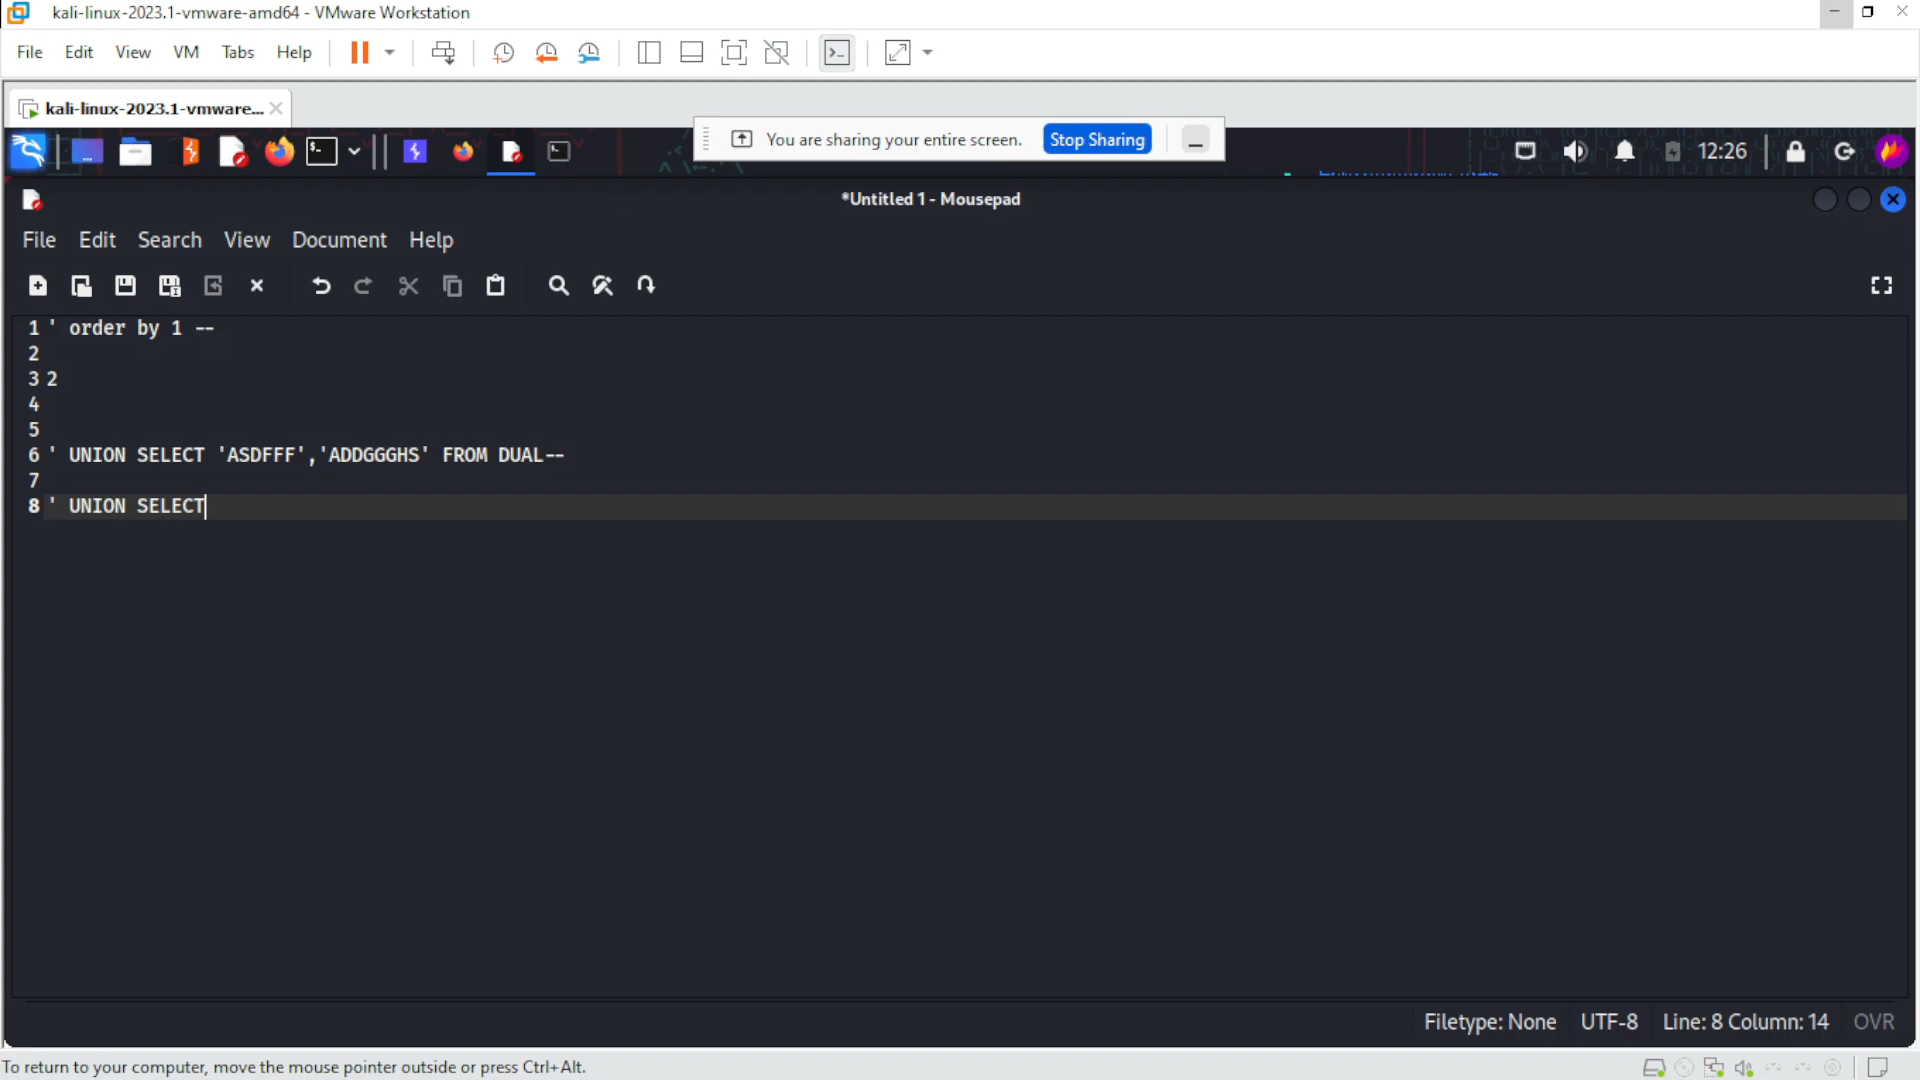 kali-linux-2023.1-vmware-amd64 - VMware Workstation
File Edit View VM Tabs Help
kali-linux-2023.1-vmware...
You are sharing your entire screen. Stop Sharing
12:26
*Untitled 1 - Mousepad
File Edit Search View Document Help
1 ' order by 1 --
2
3 2
4
5
6 ' UNION SELECT 'ASDFFF','ADDGGGHS' FROM DUAL--
7
8 ' UNION SELECT
Filetype: None UTF-8 Line: 8 Column: 14 OVR
To return to your computer, move the mouse pointer outside or press Ctrl+Alt.